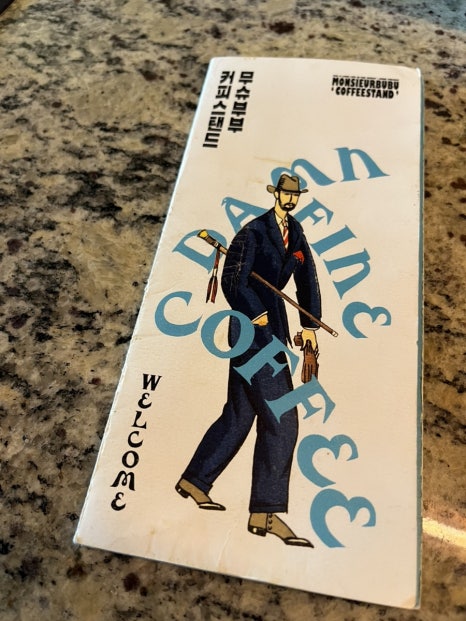 무슈부부
커피스탠드
MONSIEURBUBU
'COFFEESTAND'
DAMN
FINE
COFFEE
WELCOME